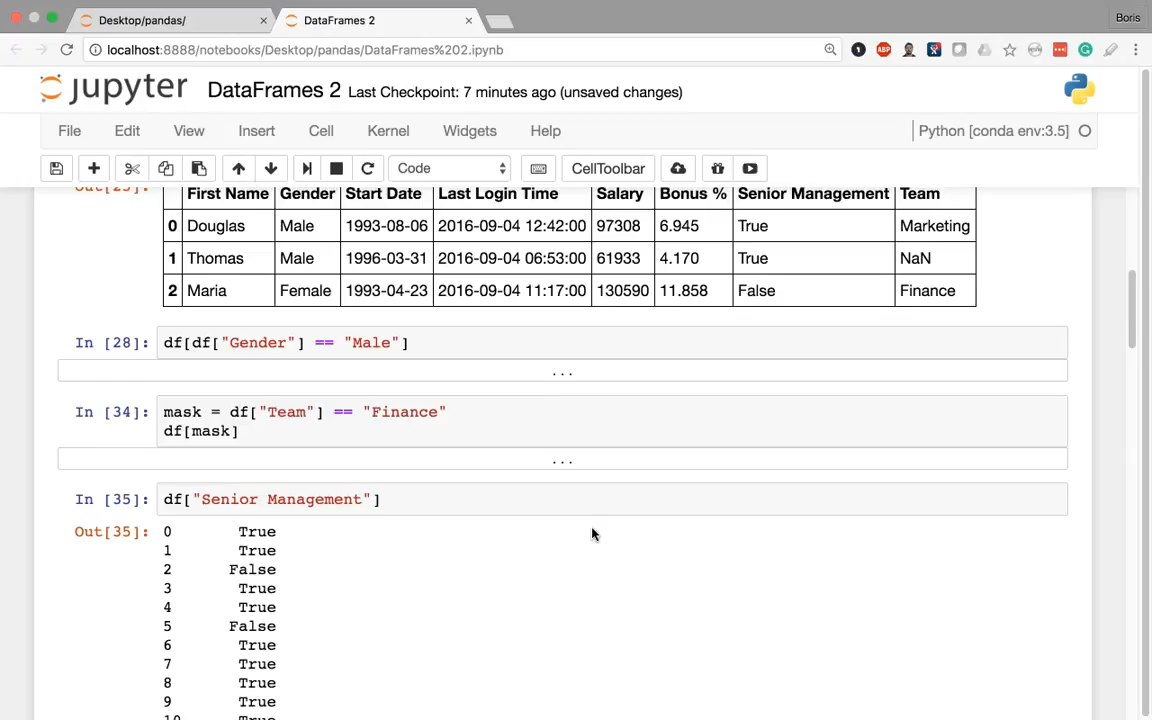 Desktop/pandas/ × DataFrames 2 × Boris
localhost:8888/notebooks/Desktop/pandas/DataFrames%202.ipynb
jupyter DataFrames 2 Last Checkpoint: 7 minutes ago (unsaved changes)
File Edit View Insert Cell Kernel Widgets Help Python [conda env:3.5]
Code CellToolbar
Out[25]: First Name Gender Start Date Last Login Time Salary Bonus % Senior Management Team
0 Douglas Male 1993-08-06 2016-09-04 12:42:00 97308 6.945 True Marketing
1 Thomas Male 1996-03-31 2016-09-04 06:53:00 61933 4.170 True NaN
2 Maria Female 1993-04-23 2016-09-04 11:17:00 130590 11.858 False Finance
In [28]: df[df["Gender"] == "Male"]
...
In [34]: mask = df["Team"] == "Finance"
df[mask]
...
In [35]: df["Senior Management"]
Out[35]: 0 True
1 True
2 False
3 True
4 True
5 False
6 True
7 True
8 True
9 True
10 True